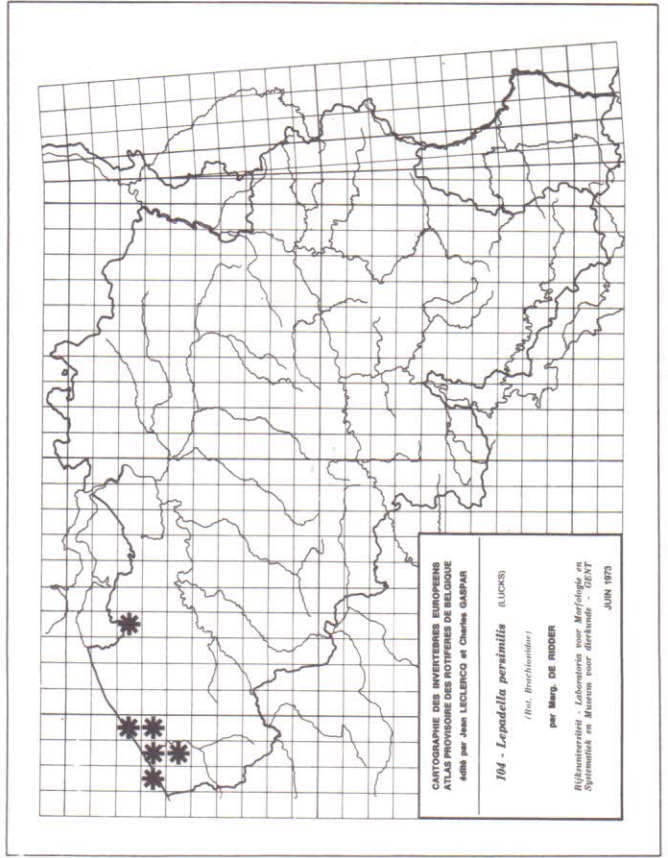 CARTOGRAPHIE DES INVERTEBRES EUROPEENS
ATLAS PROVISOIRE DES ROTIFERES DE BELGIQUE
édité par Jean LECLERCQ et Charles GASPAR
104 - Lepadella persimilis (LUCKS)
(Rot. Brachionidae)
par Marg. DE RIDDER
Rijksuniversiteit - Laboratoria voor Morfologie en
Systematiek en Museum voor dierkunde - GENT
JUIN 1973